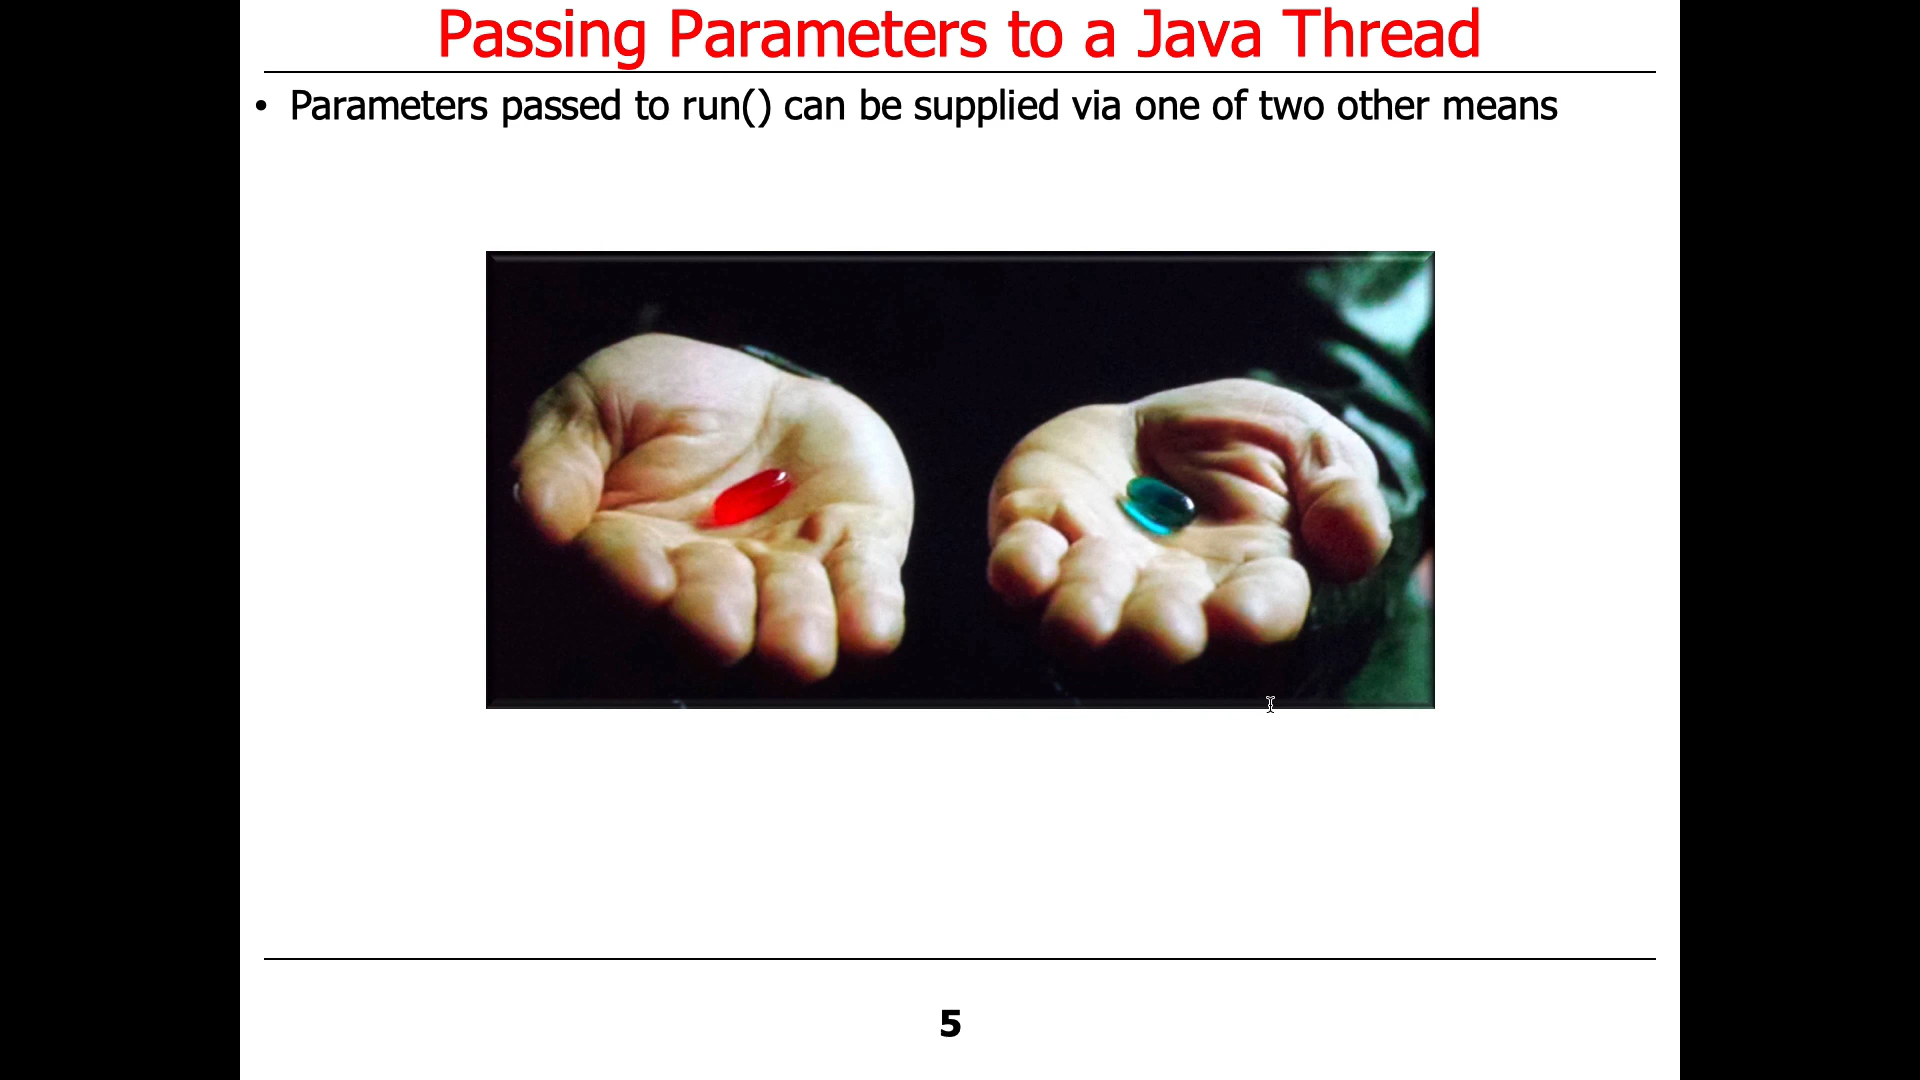 Passing Parameters to a Java Thread
• Parameters passed to run() can be supplied via one of two other means
5